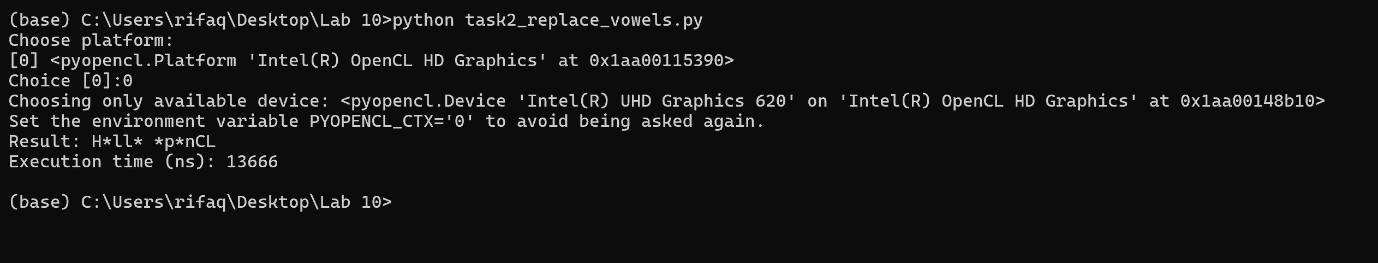 (base) C:\Users\rifaq\Desktop\Lab 10>python task2_replace_vowels.py
Choose platform:
[0] <pyopencl.Platform 'Intel(R) OpenCL HD Graphics' at 0x1aa00115390>
Choice [0]:0
Choosing only available device: <pyopencl.Device 'Intel(R) UHD Graphics 620' on 'Intel(R) OpenCL HD Graphics' at 0x1aa00148b10>
Set the environment variable PYOPENCL_CTX='0' to avoid being asked again.
Result: H*ll* *p*nCL
Execution time (ns): 13666
(base) C:\Users\rifaq\Desktop\Lab 10>